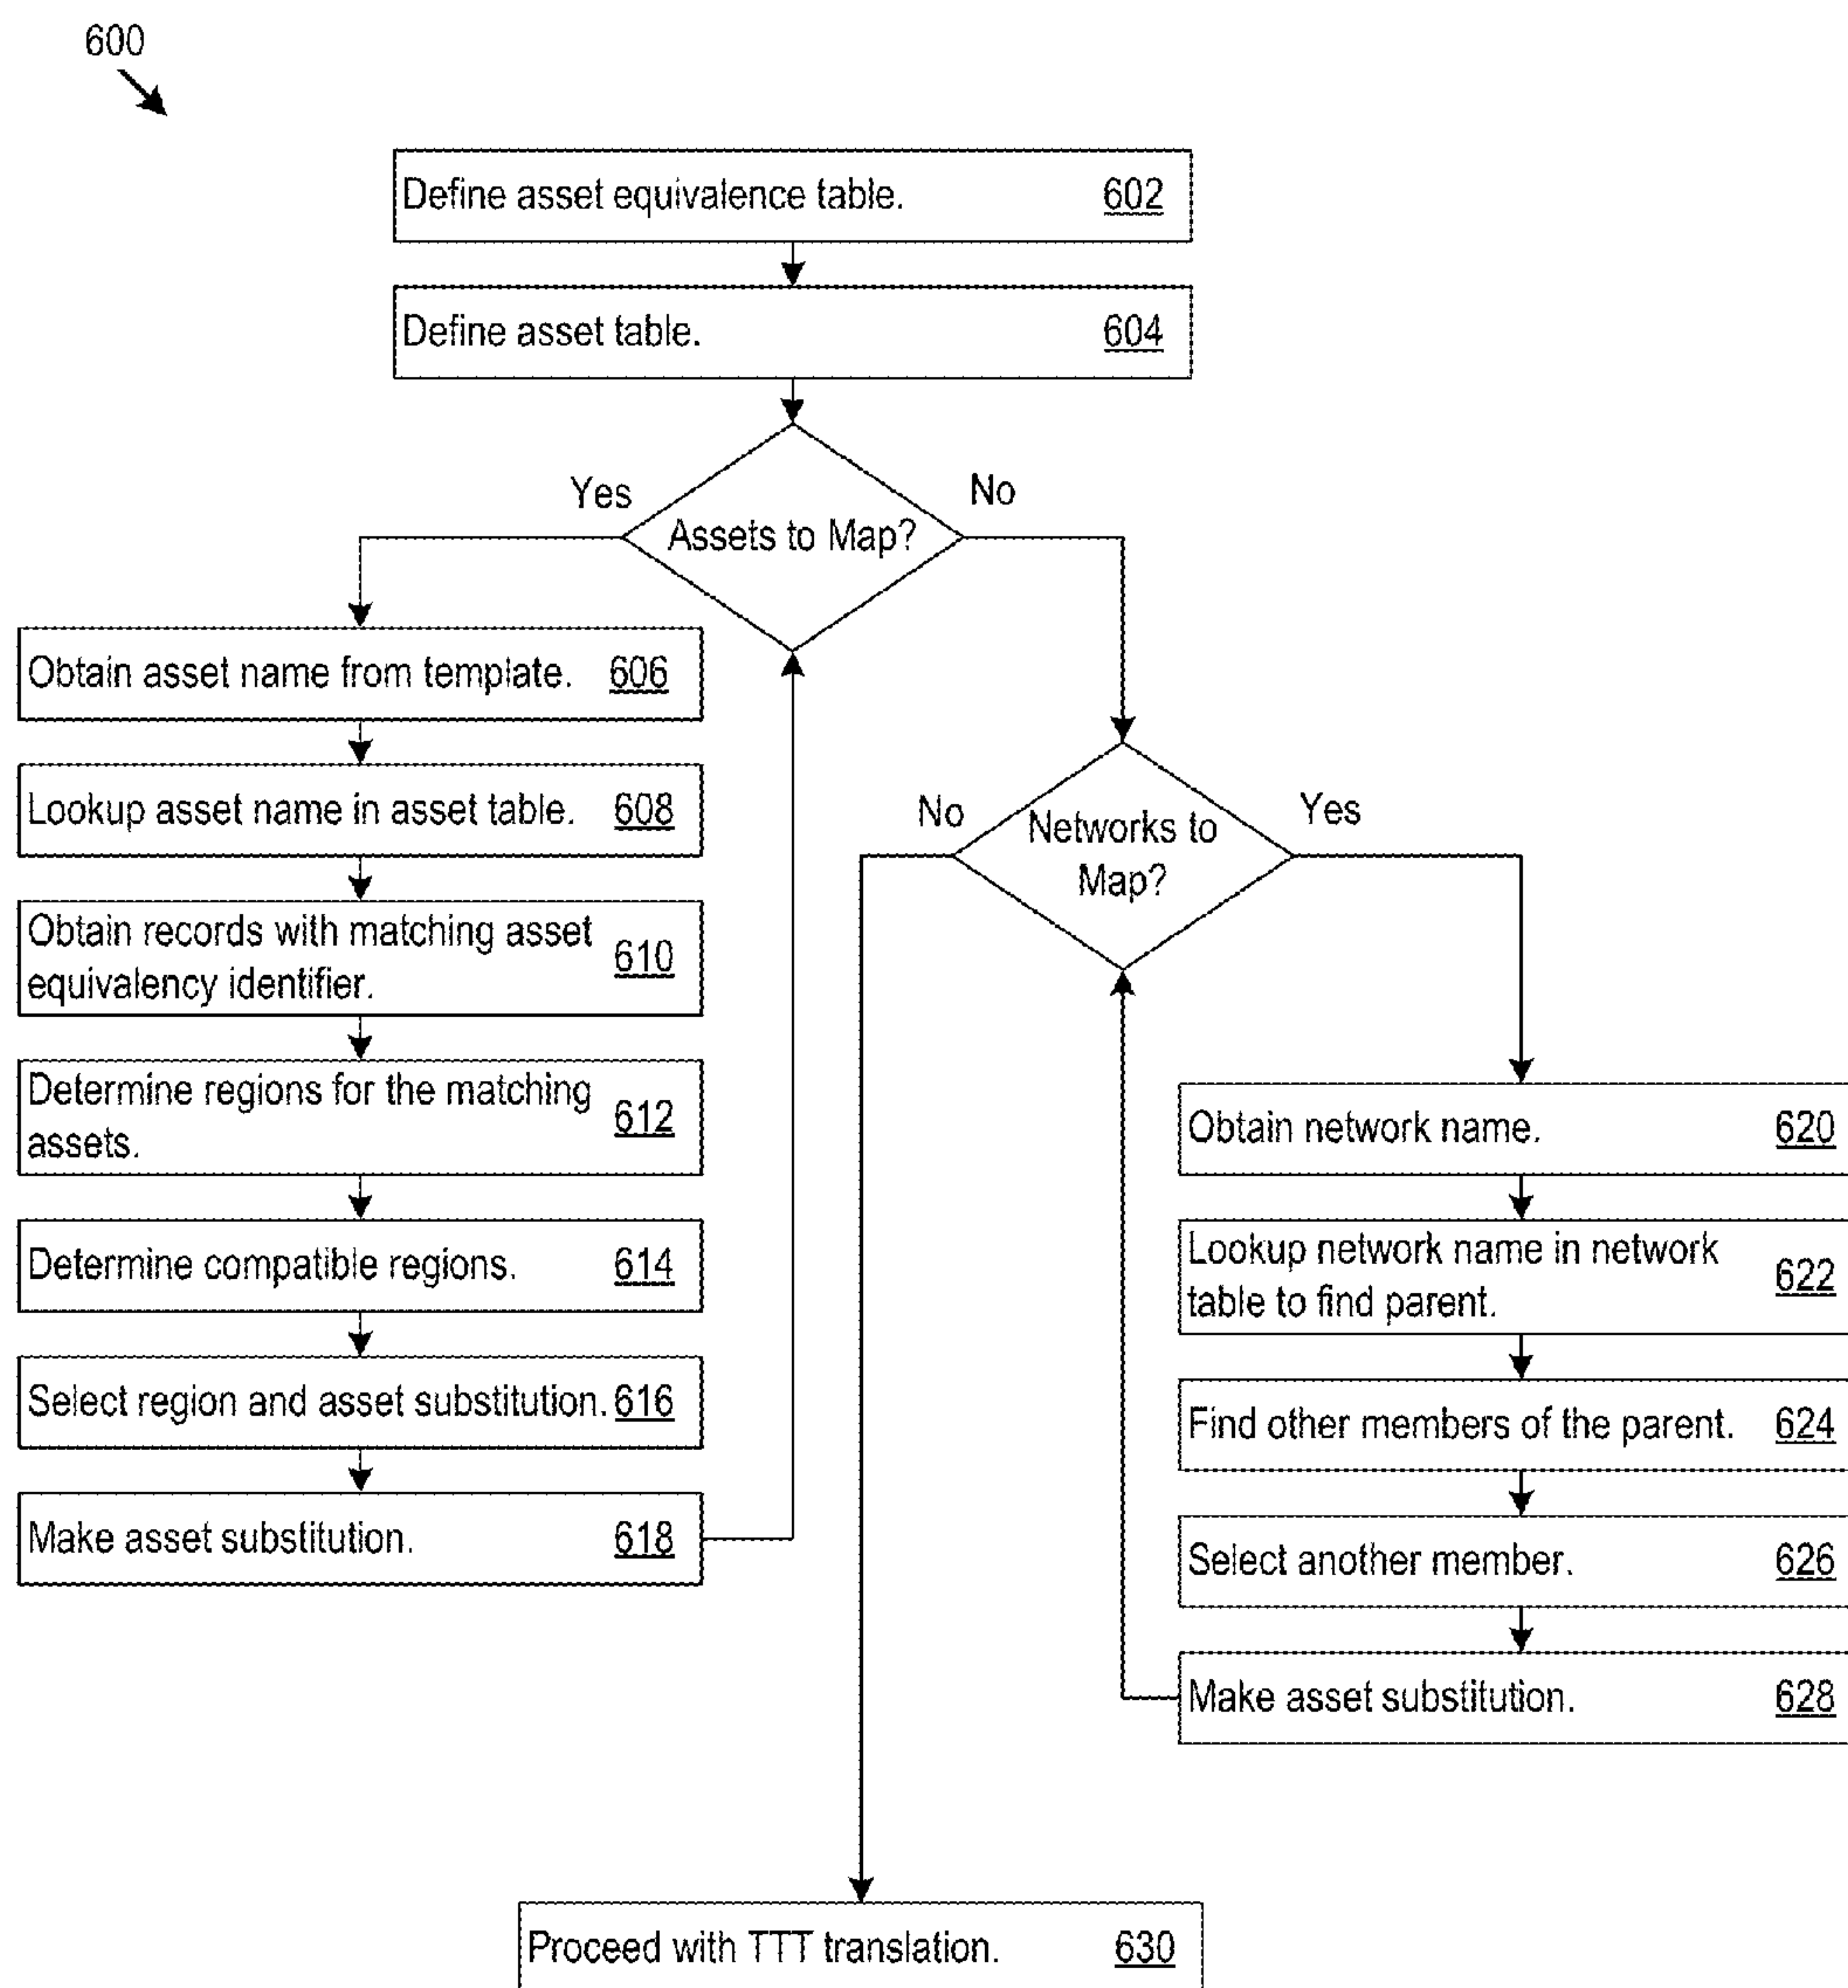 600
Define asset equivalence table. 602
Define asset table. 604
Yes
No
Assets to Map?
Obtain asset name from template. 606
Lookup asset name in asset table. 608
Obtain records with matching asset
equivalency identifier. 610
Determine regions for the matching
assets. 612
Determine compatible regions. 614
Select region and asset substitution. 616
Make asset substitution. 618
No
Yes
Networks to
Map?
Obtain network name. 620
Lookup network name in network
table to find parent. 622
Find other members of the parent. 624
Select another member. 626
Make asset substitution. 628
Proceed with TTT translation. 630